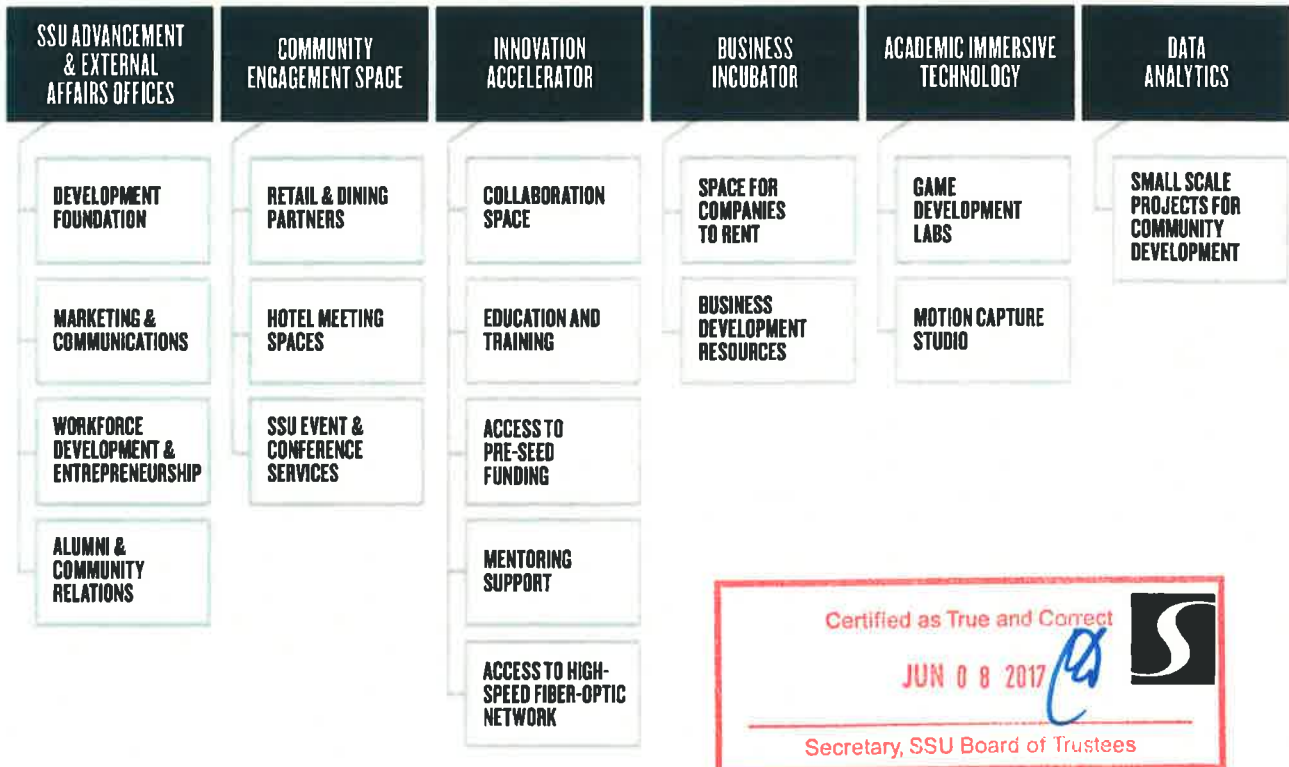 SSU ADVANCEMENT
& EXTERNAL
AFFAIRS OFFICES
DEVELOPMENT
FOUNDATION
MARKETING &
COMMUNICATIONS
WORKFORCE
DEVELOPMENT &
ENTREPRENEURSHIP
ALUMNI &
COMMUNITY
RELATIONS
COMMUNITY
ENGAGEMENT SPACE
RETAIL & DINING
PARTNERS
HOTEL MEETING
SPACES
SSU EVENT &
CONFERENCE
SERVICES
INNOVATION
ACCELERATOR
COLLABORATION
SPACE
EDUCATION AND
TRAINING
ACCESS TO
PRE-SEED
FUNDING
MENTORING
SUPPORT
ACCESS TO HIGH-
SPEED FIBER-OPTIC
NETWORK
BUSINESS
INCUBATOR
SPACE FOR
COMPANIES
TO RENT
BUSINESS
DEVELOPMENT
RESOURCES
ACADEMIC IMMERSIVE
TECHNOLOGY
GAME
DEVELOPMENT
LABS
MOTION CAPTURE
STUDIO
DATA
ANALYTICS
SMALL SCALE
PROJECTS FOR
COMMUNITY
DEVELOPMENT
Certified as True and Correct
JUN 08 2017
Secretary, SSU Board of Trustees